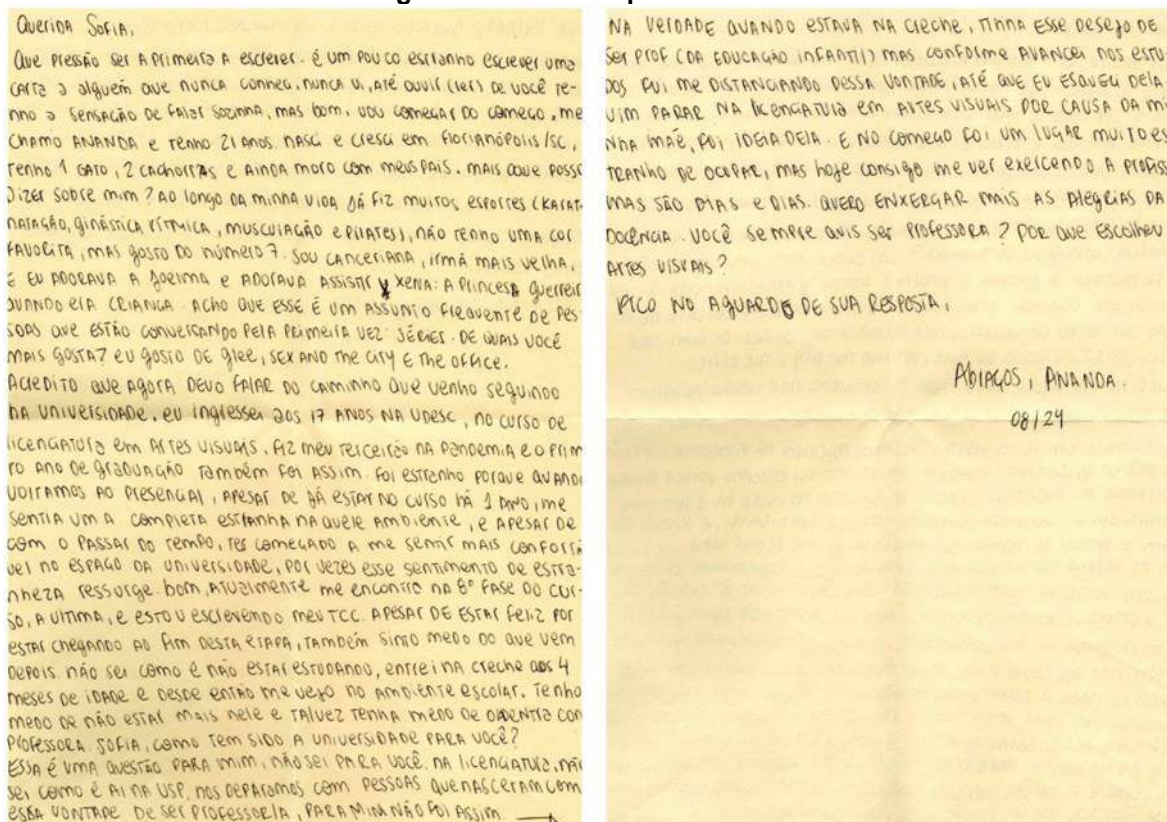 Querida Sofia,
Que pressão ser a primeira a escrever. é um pouco estranho escrever uma
carta a alguém que nunca conheci, nunca vi, até ouvir (ler) de você te-
nho a sensação de falar sozinha, mas bom, vou começar do começo, me
chamo Ananda e tenho 21 anos. nasci e cresci em Florianópolis/SC,
tenho 1 gato, 2 cachorras e ainda moro com meus pais. mais o que posso
dizer sobre mim? Ao longo da minha vida já fiz muitos esportes (karat
natação, ginástica rítmica, musculação e pilates), não tenho uma cor
favorita, mas gosto do número 7. sou canceriana, irmã mais velha,
e eu adorava a Joelma e adorava assistir Xena: a princesa guerreir
quando era criança. Acho que esse é um assunto frequente de pes-
soas que estão conversando pela primeira vez séries. de quais você
mais gosta? eu gosto de Glee, Sex and the City e The Office.
Acredito que agora devo falar do caminho que venho seguindo
na universidade. eu ingressei aos 17 anos na UDESC, no curso de
licenciatura em Artes Visuais. Fiz meu terceirão na pandemia e o prim
ro ano de graduação também foi assim. Foi estranho porque quando
voltamos ao presencial, apesar de já estar no curso há 1 ano, me
sentia uma completa estranha naquele ambiente, e apesar de
com o passar do tempo, ter começado a me sentir mais confortá
vel no espaço da universidade, por vezes esse sentimento de estra-
nheza ressurge. bom, atualmente me encontro na 8º fase do cur-
so, a última, e estou escrevendo meu TCC. Apesar de estar feliz por
estar chegando ao fim desta etapa, também sinto medo do que vem
depois. não sei como é não estar estudando, entrei na creche aos 4
meses de idade e desde então me vejo no ambiente escolar. Tenho
medo de não estar mais nele e talvez tenha medo de adentra com
professora. Sofia, como tem sido a universidade para você?
Essa é uma questão para mim, não sei para você. na licenciatura, não
sei como é aí na USP, nos deparamos com pessoas que nasceram com
essa vontade de ser professor/a, para mim não foi assim. →
Na verdade quando estava na creche, tinha esse desejo de
ser prof (da educação infantil) mas conforme avancei nos estu-
dos fui me distanciando dessa vontade, até que eu esqueci dela.
vim parar na licenciatura em Artes Visuais por causa da mi
nha mãe, foi ideia dela. E no começo foi um lugar muito es
tranho de ocupar, mas hoje consigo me ver exercendo a profiss
mas são dias e dias. quero enxergar mais as alegrias da
docência. você sempre quis ser professora? por que escolheu
Artes Visuais?
Fico no aguardo de sua resposta,
Abraços, Ananda.
08/24